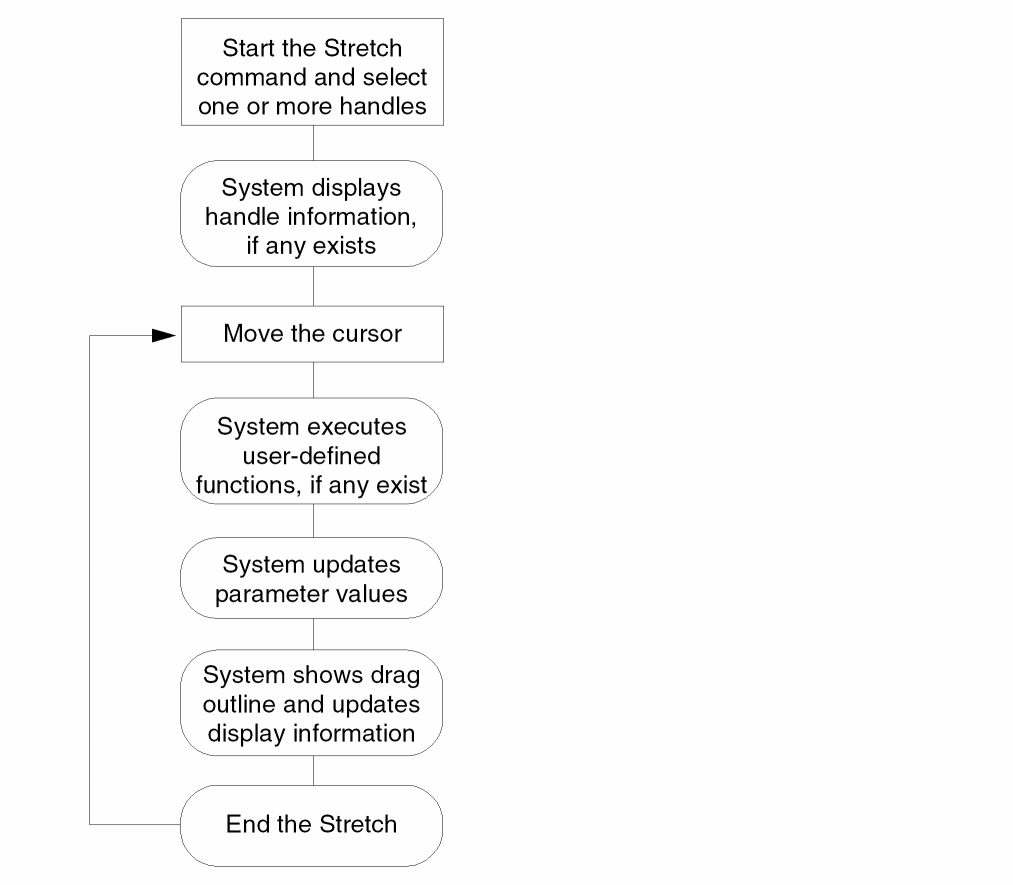 Start the Stretch
command and select
one or more handles
System displays
handle information,
if any exists
Move the cursor
System executes
user-defined
functions, if any exist
System updates
parameter values
System shows drag
outline and updates
display information
End the Stretch